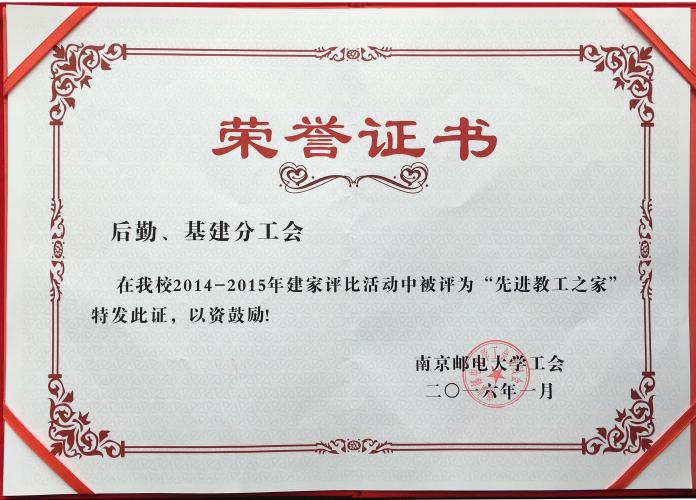 荣誉证书
后勤、基建分工会
在我校2014-2015年建家评比活动中被评为“先进教工之家”
特发此证，以资鼓励！
南京邮电大学工会
二〇一六年一月